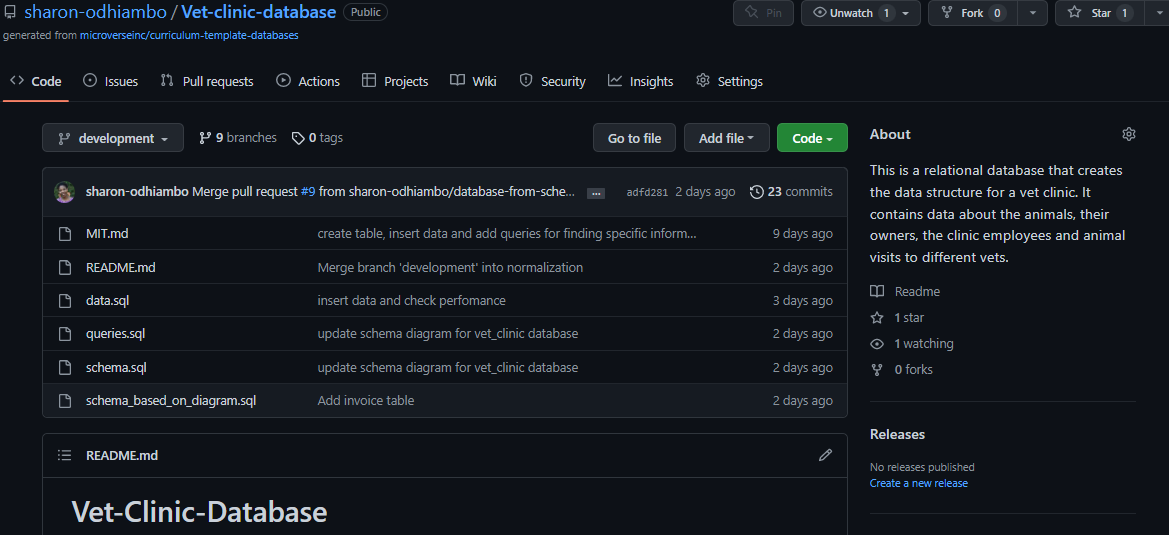 sharon-odhiambo / Vet-clinic-database Public Pin Unwatch 1 Fork 0 Star 1
generated from microverseinc/curriculum-template-databases
Code Issues Pull requests Actions Projects Wiki Security Insights Settings
development 9 branches 0 tags Go to file Add file Code
sharon-odhiambo Merge pull request #9 from sharon-odhiambo/database-from-sche... ... adfd281 2 days ago 23 commits
MIT.md create table, insert data and add queries for finding specific inform... 9 days ago
README.md Merge branch 'development' into normalization 2 days ago
data.sql insert data and check perfomance 3 days ago
queries.sql update schema diagram for vet_clinic database 2 days ago
schema.sql update schema diagram for vet_clinic database 2 days ago
schema_based_on_diagram.sql Add invoice table 2 days ago
README.md
Vet-Clinic-Database
About
This is a relational database that creates
the data structure for a vet clinic. It
contains data about the animals, their
owners, the clinic employees and animal
visits to different vets.
Readme
1 star
1 watching
0 forks
Releases
No releases published
Create a new release